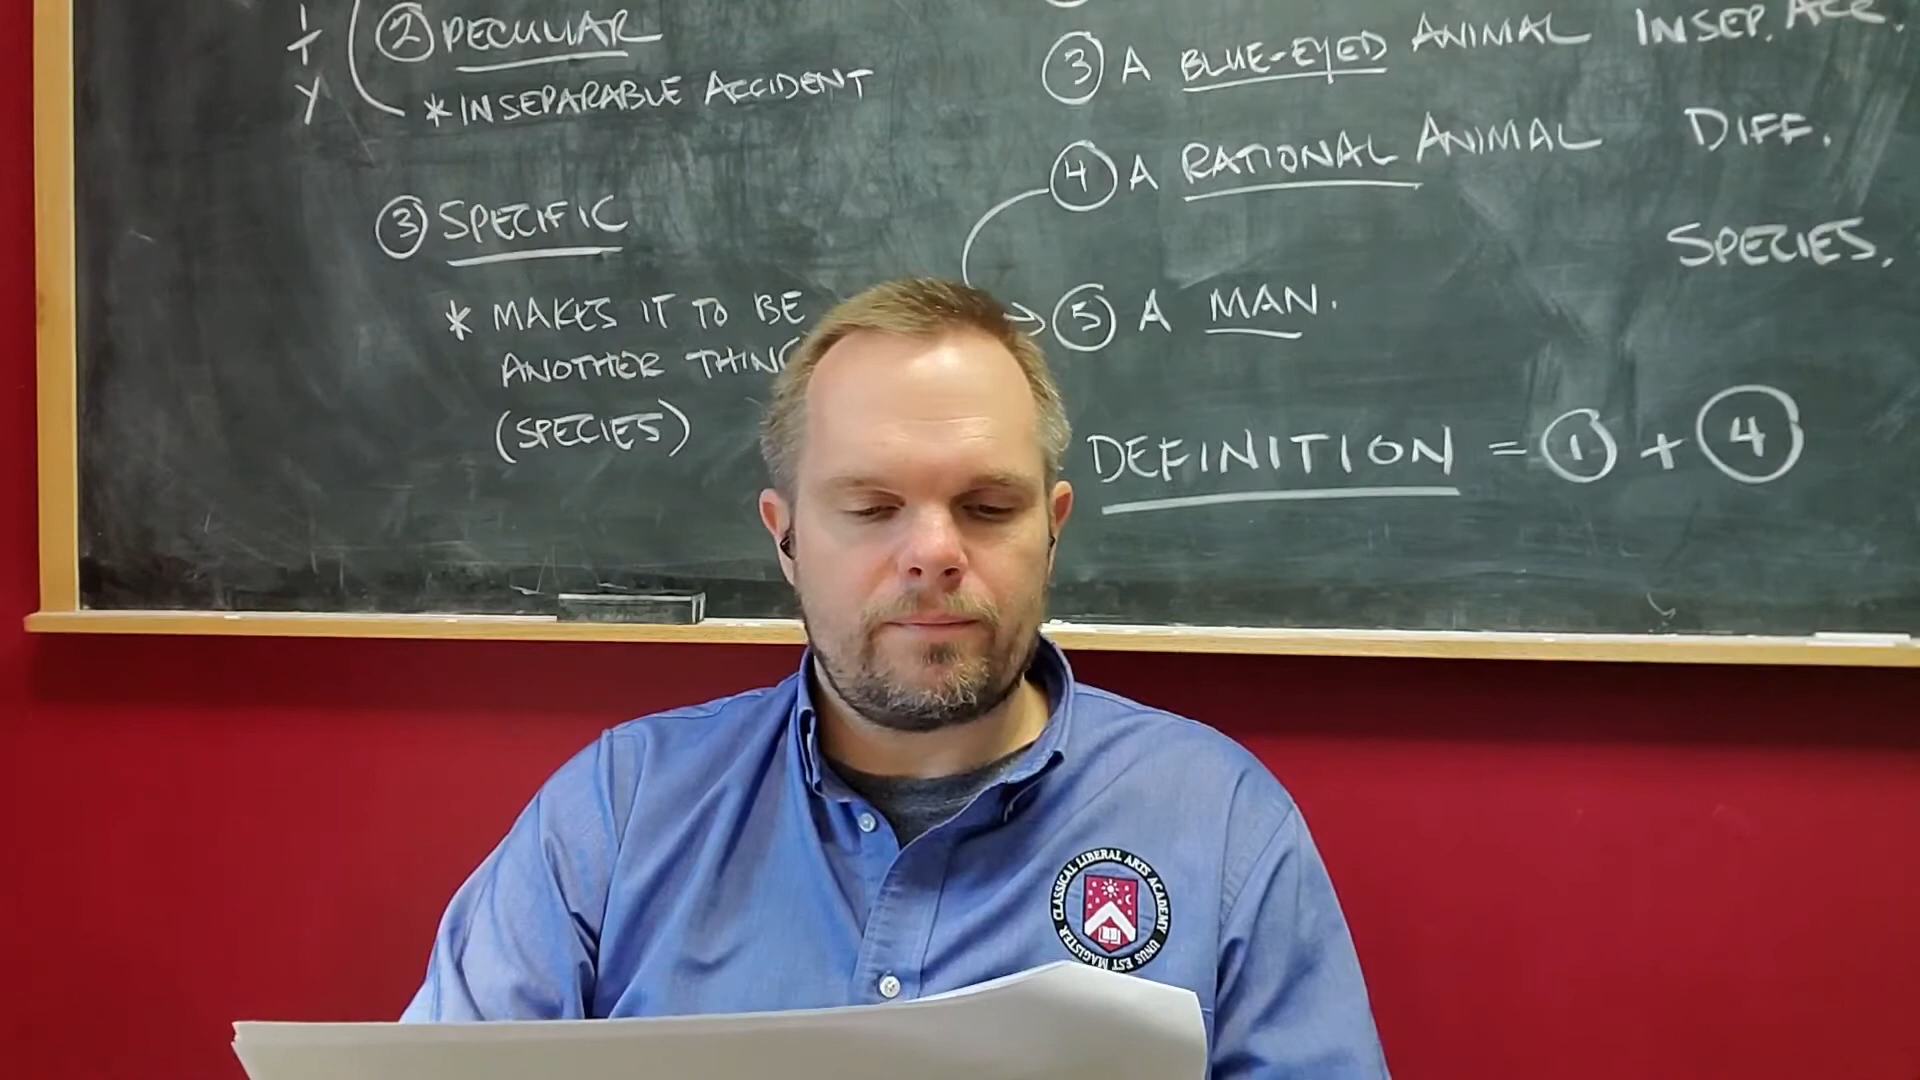 I
T
Y
② PECULIAR
* INSEPARABLE ACCIDENT
③ SPECIFIC
* MAKES IT TO BE
ANOTHER THING
(SPECIES)
③ A BLUE-EYED ANIMAL INSEP. ACC.
④ A RATIONAL ANIMAL DIFF.
SPECIES.
⑤ A MAN.
DEFINITION = ① + ④
CLASSICAL LIBERAL ARTS ACADEMY
UNUS EST MAGISTER